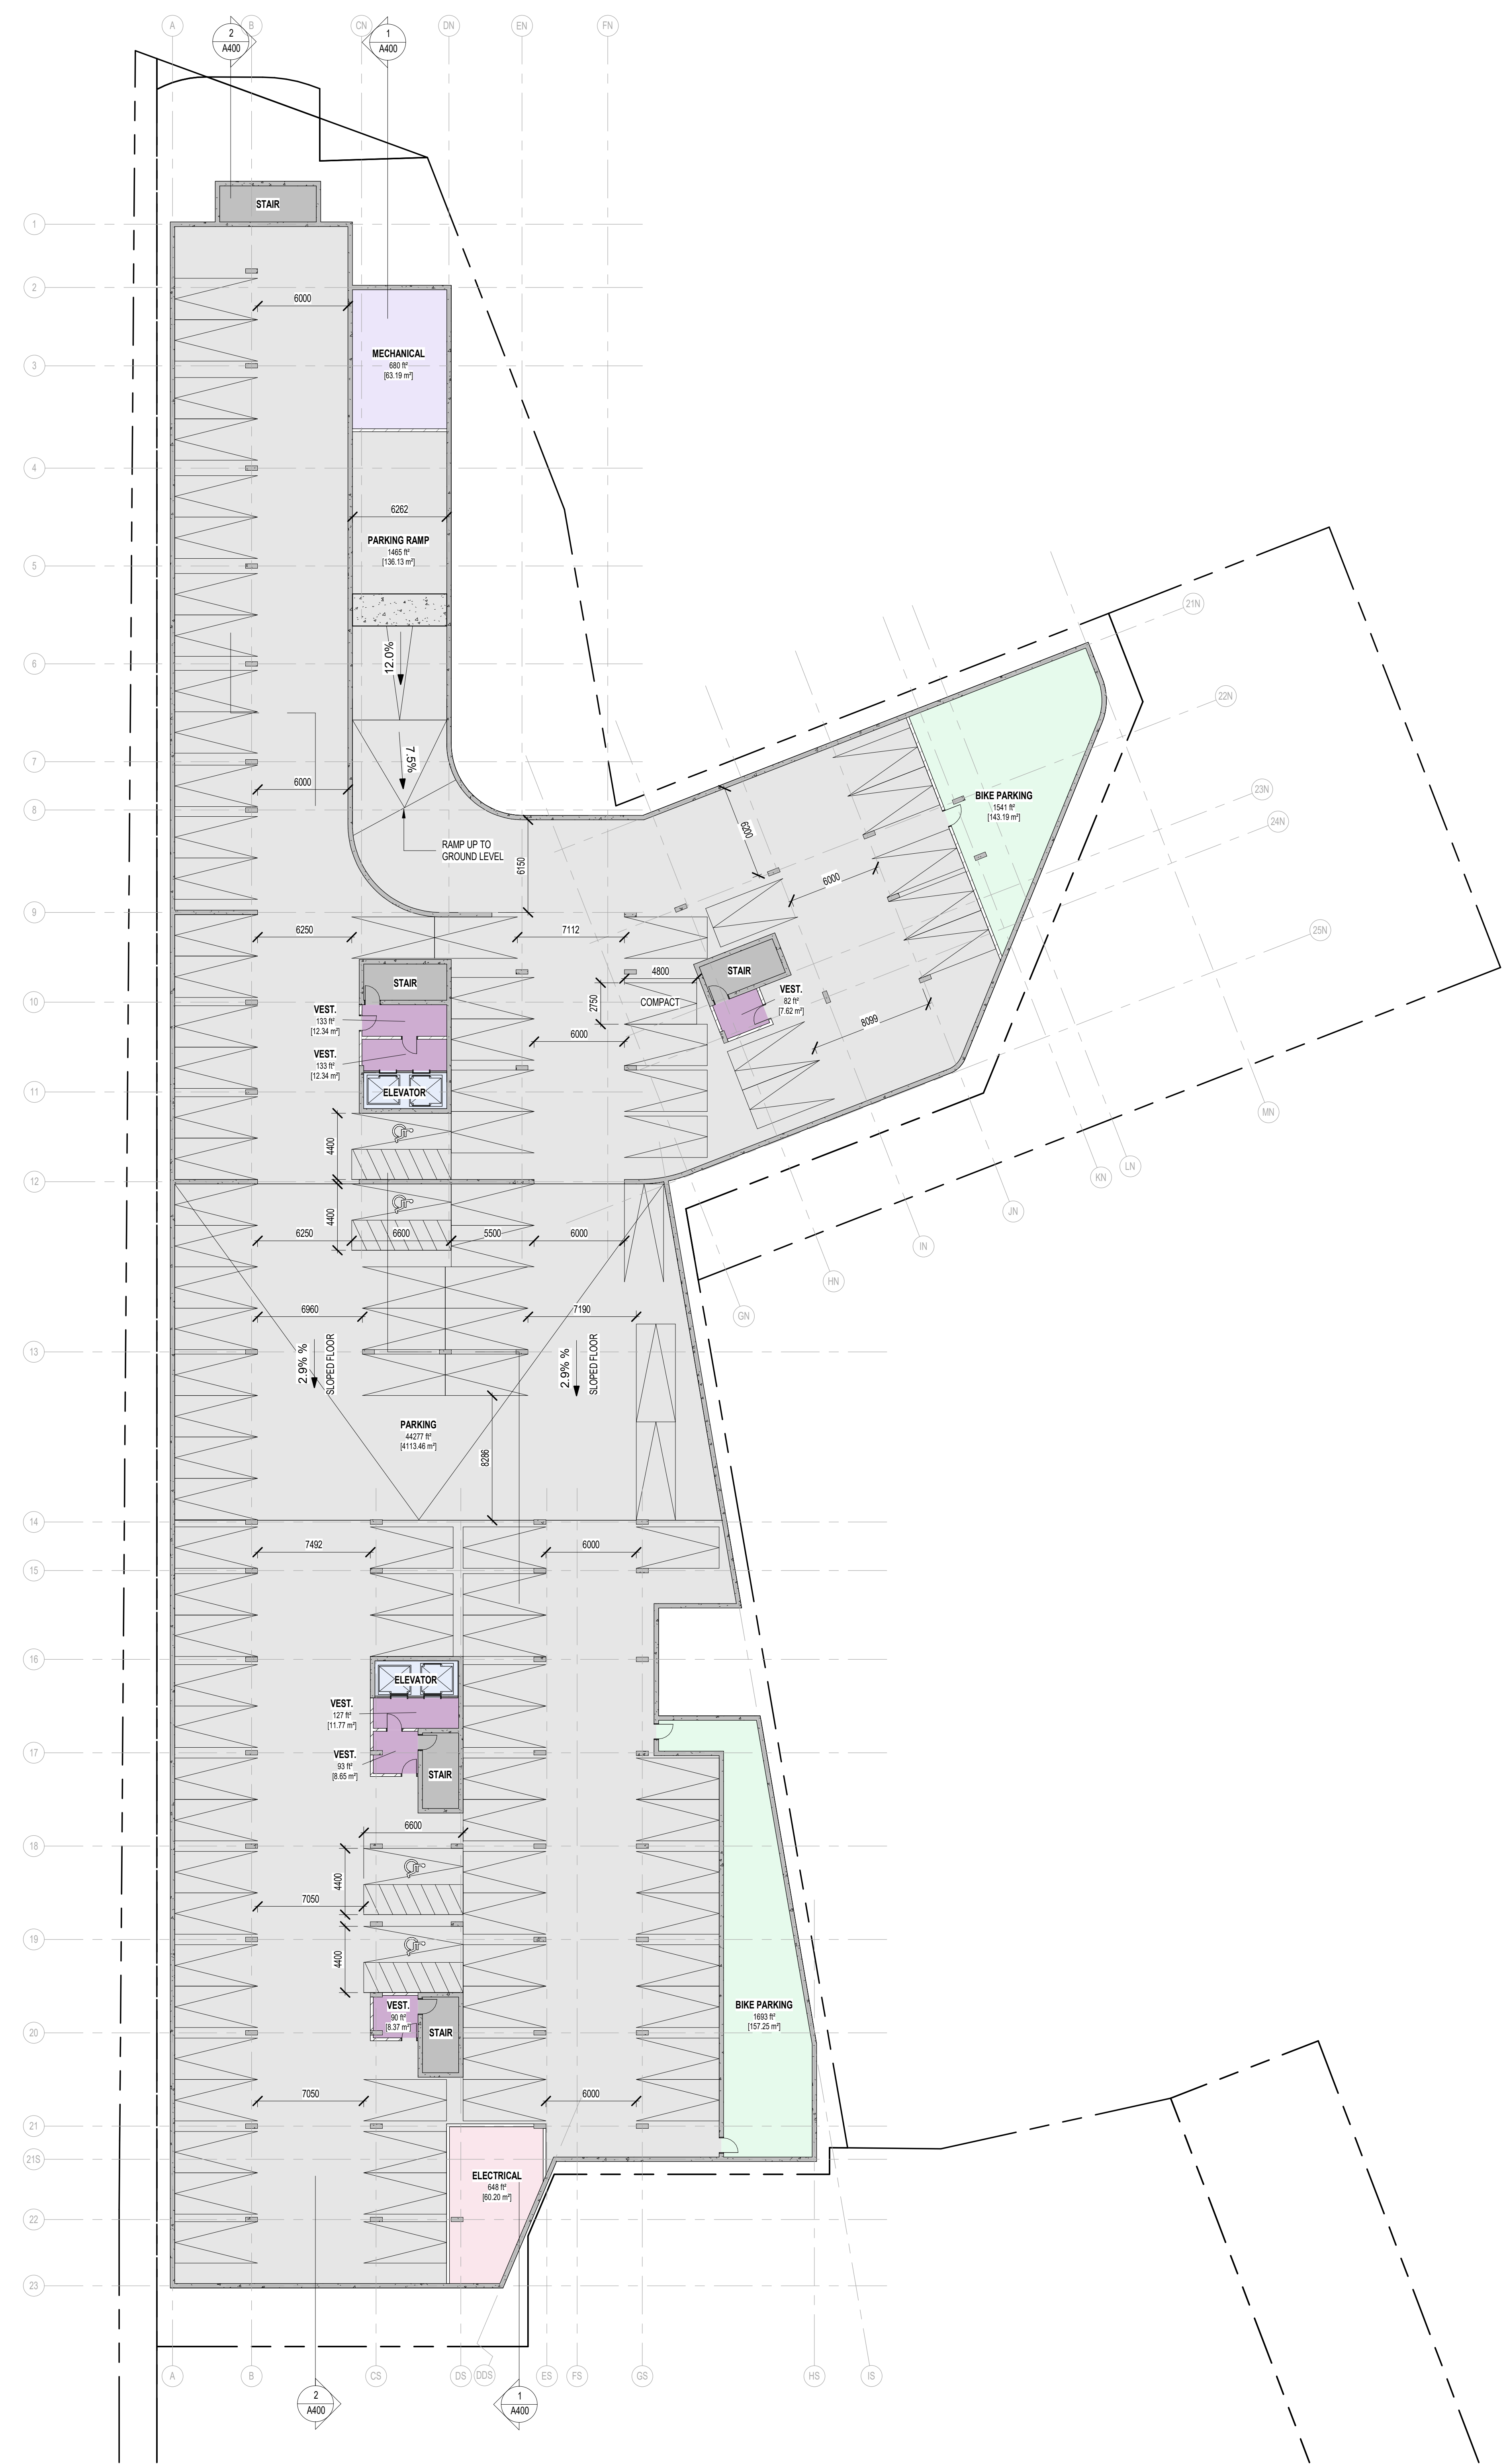 A
B
CN
DN
EN
FN
2
A400
1
A400
STAIR
1
2
6000
3
MECHANICAL
680 ft²
[63.19 m²]
4
6262
PARKING RAMP
1465 ft²
[136.13 m²]
5
21N
6
12.0%
22N
7
7.5%
6000
8
BIKE PARKING
1541 ft²
[143.19 m²]
23N
24N
6200
RAMP UP TO
GROUND LEVEL
6150
6000
9
6250
7112
25N
STAIR
4800
STAIR
10
2750
COMPACT
VEST.
82 ft²
[7.62 m²]
VEST.
133 ft²
[12.34 m²]
8099
6000
VEST.
133 ft²
[12.34 m²]
11
ELEVATOR
MN
4400
LN
KN
12
4400
JN
6250
6600
5500
6000
IN
HN
GN
6960
7190
13
2.9% %
SLOPED FLOOR
2.9% %
SLOPED FLOOR
PARKING
44277 ft²
[4113.46 m²]
8286
14
7492
6000
15
16
ELEVATOR
VEST.
127 ft²
[11.77 m²]
17
VEST.
93 ft²
[8.65 m²]
STAIR
6600
18
4400
7050
19
4400
VEST.
90 ft²
[8.37 m²]
STAIR
BIKE PARKING
1693 ft²
[157.25 m²]
20
7050
6000
21
21S
ELECTRICAL
648 ft²
[60.20 m²]
22
23
A
B
CS
DS
DDS
ES
FS
GS
HS
IS
2
A400
1
A400